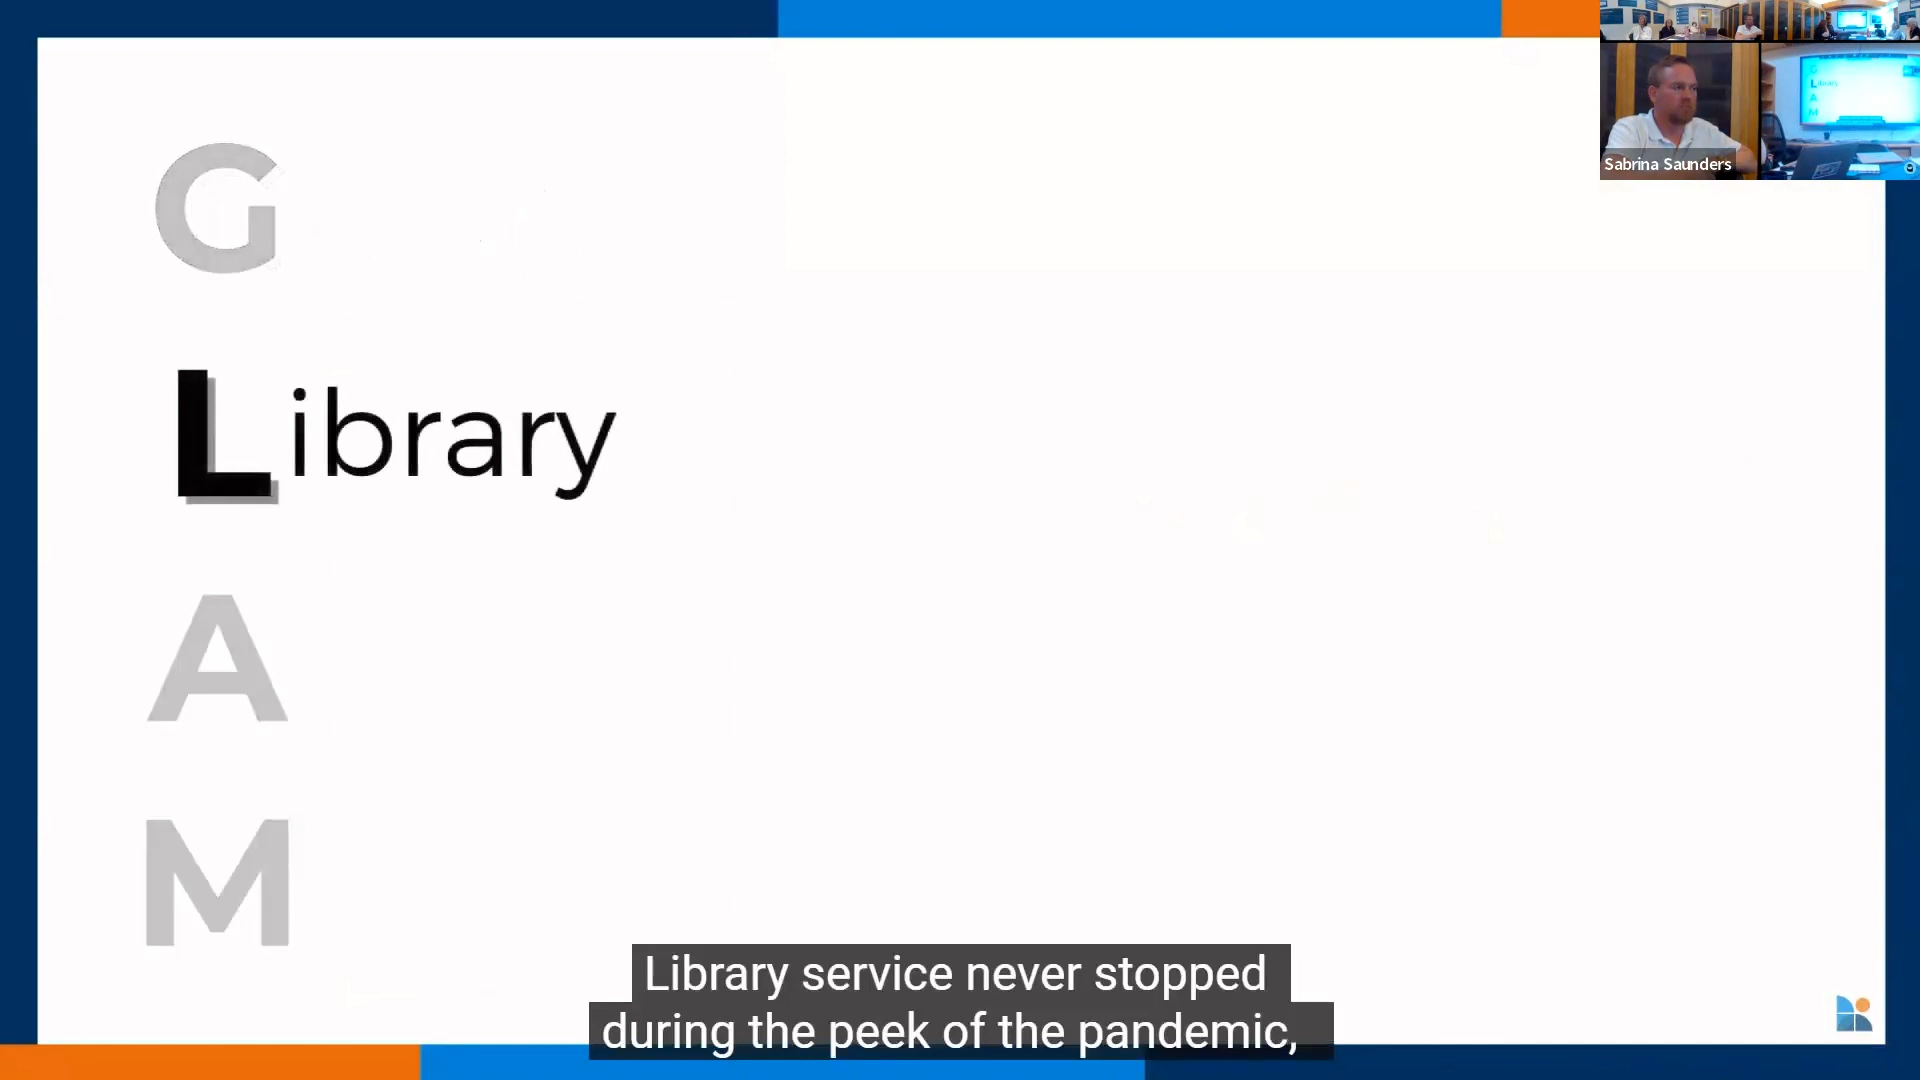 G
Library
A
M
Sabrina Saunders
Library service never stopped
during the peek of the pandemic,